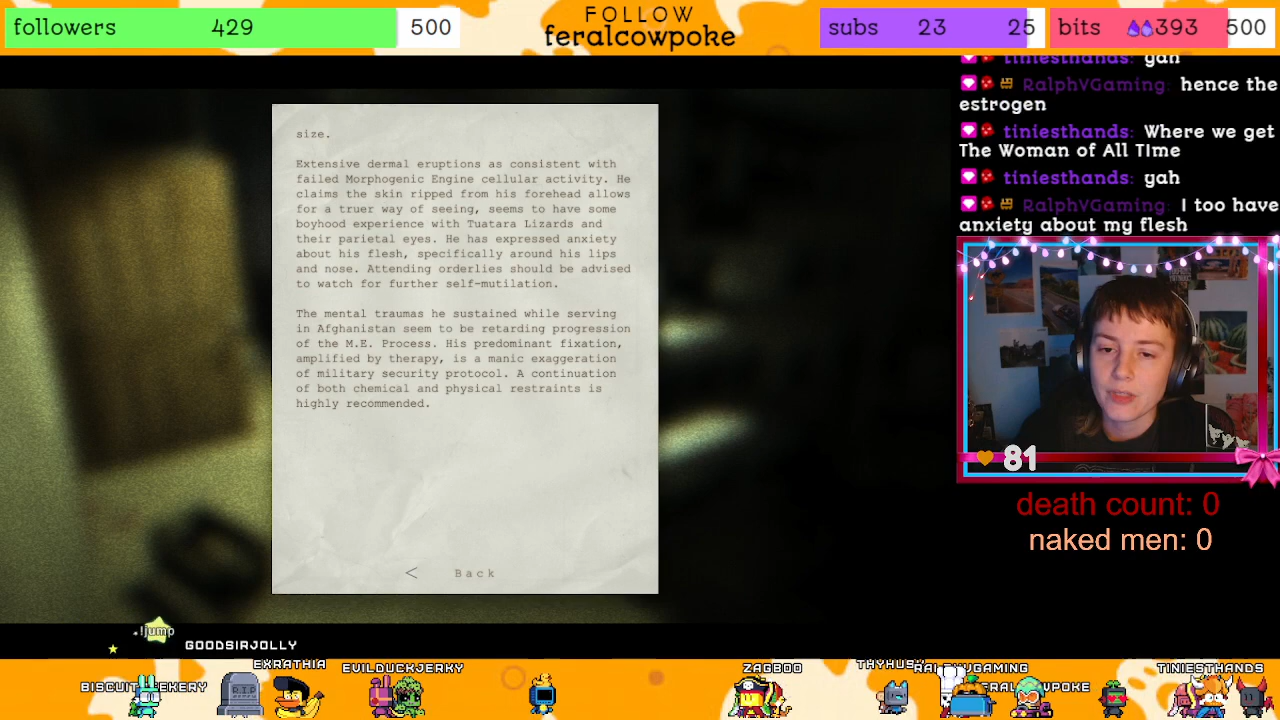 followers 429 500
FOLLOW
feralcowpoke
subs 23 25
bits 393 500
tiniesthands: gah
RalphVGaming: hence the
estrogen
tiniesthands: Where we get
The Woman of All TIme
tiniesthands: gah
RalphVGaming: I too have
anxiety about my flesh
size.
Extensive dermal eruptions as consistent with
failed Morphogenic Engine cellular activity. He
claims the skin ripped from his forehead allows
for a truer way of seeing, seems to have some
boyhood experience with Tuatara Lizards and
their parietal eyes. He has expressed anxiety
about his flesh, specifically around his lips
and nose. Attending orderlies should be advised
to watch for further self-mutilation.
The mental traumas he sustained while serving
in Afghanistan seem to be retarding progression
of the M.E. Process. His predominant fixation,
amplified by therapy, is a manic exaggeration
of military security protocol. A continuation
of both chemical and physical restraints is
highly recommended.
< Back
81
death count: 0
naked men: 0
!jump
GOODSIRJOLLY
EXRATHIA
EVILDUCKJERKY
ZAGBOO
TINIESTHANDS
R.I.P